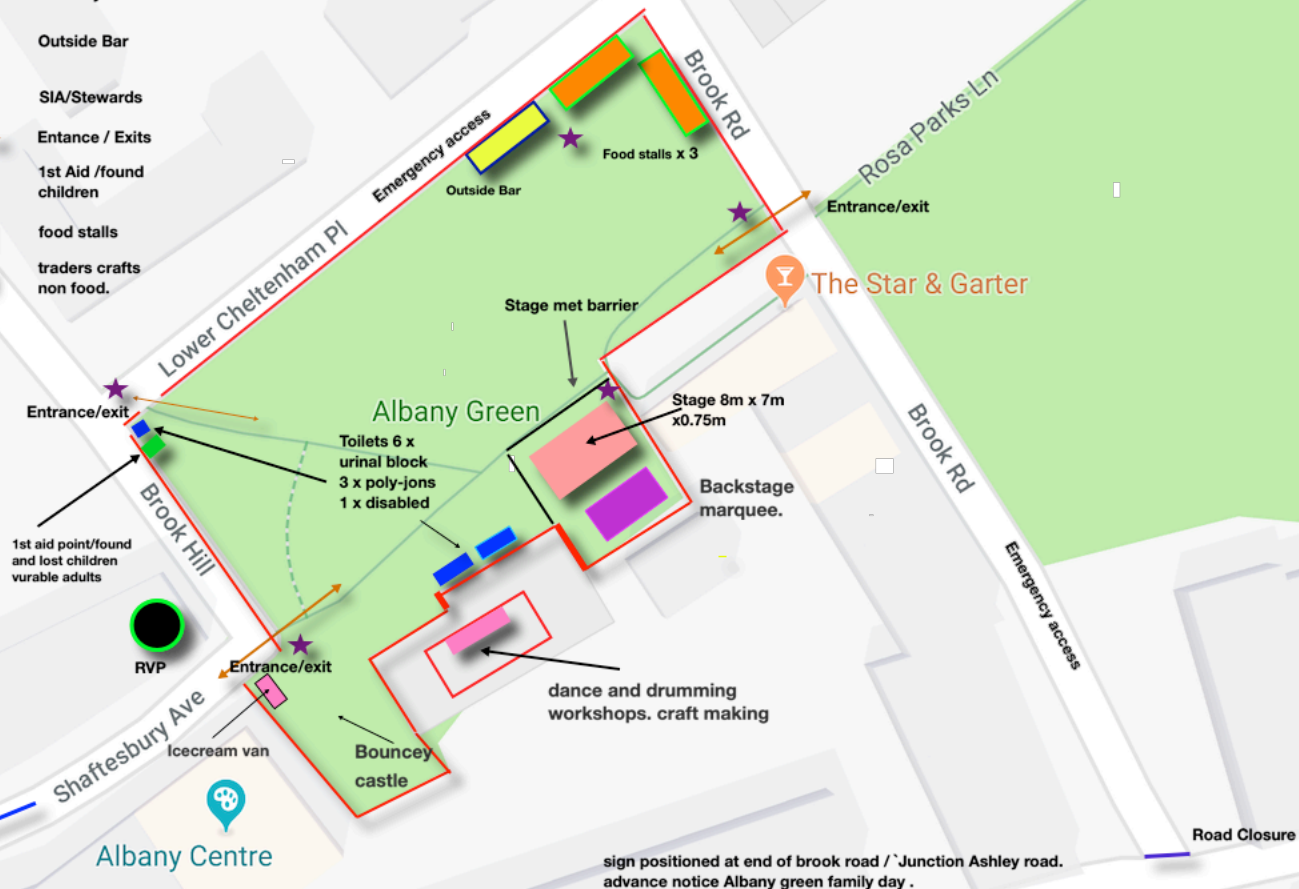 Outside Bar
SIA/Stewards
Entance / Exits
1st Aid /found
children
food stalls
traders crafts
non food.
Emergency access
Brook Rd
Rosa Parks Ln
Food stalls x 3
Outside Bar
Entrance/exit
Lower Cheltenham Pl
The Star & Garter
Stage met barrier
Entrance/exit
Albany Green
Stage 8m x 7m
x0.75m
Toilets 6 x
urinal block
3 x poly-jons
1 x disabled
Brook Rd
Backstage
marquee.
Brook Hill
1st aid point/found
and lost children
vurable adults
Emergency access
RVP
Entrance/exit
dance and drumming
workshops. craft making
Shaftesbury Ave
Icecream van
Bouncey
castle
Albany Centre
Road Closure
sign positioned at end of brook road / `Junction Ashley road.
advance notice Albany green family day .